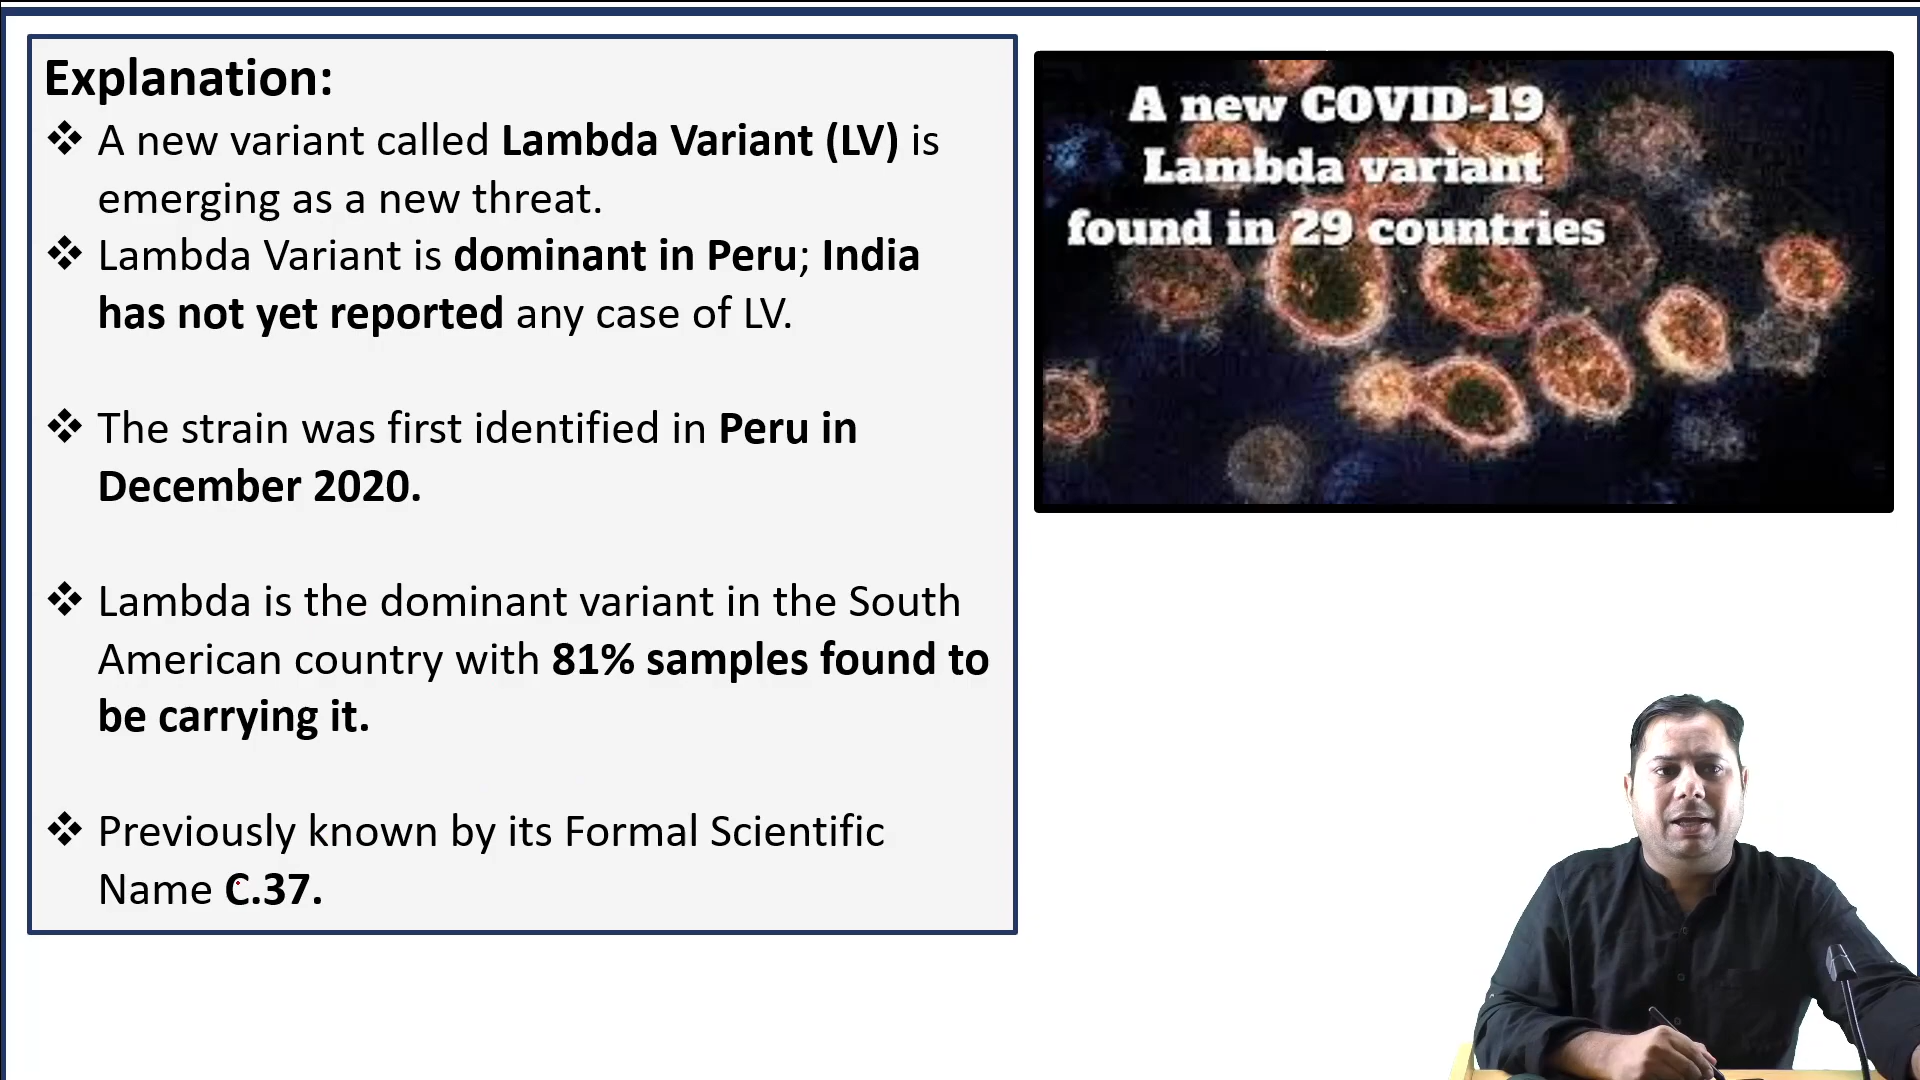 Explanation:
❖ A new variant called Lambda Variant (LV) is
emerging as a new threat.
❖ Lambda Variant is dominant in Peru; India
has not yet reported any case of LV.
❖ The strain was first identified in Peru in
December 2020.
❖ Lambda is the dominant variant in the South
American country with 81% samples found to
be carrying it.
❖ Previously known by its Formal Scientific
Name C.37.
A new COVID-19
Lambda variant
found in 29 countries